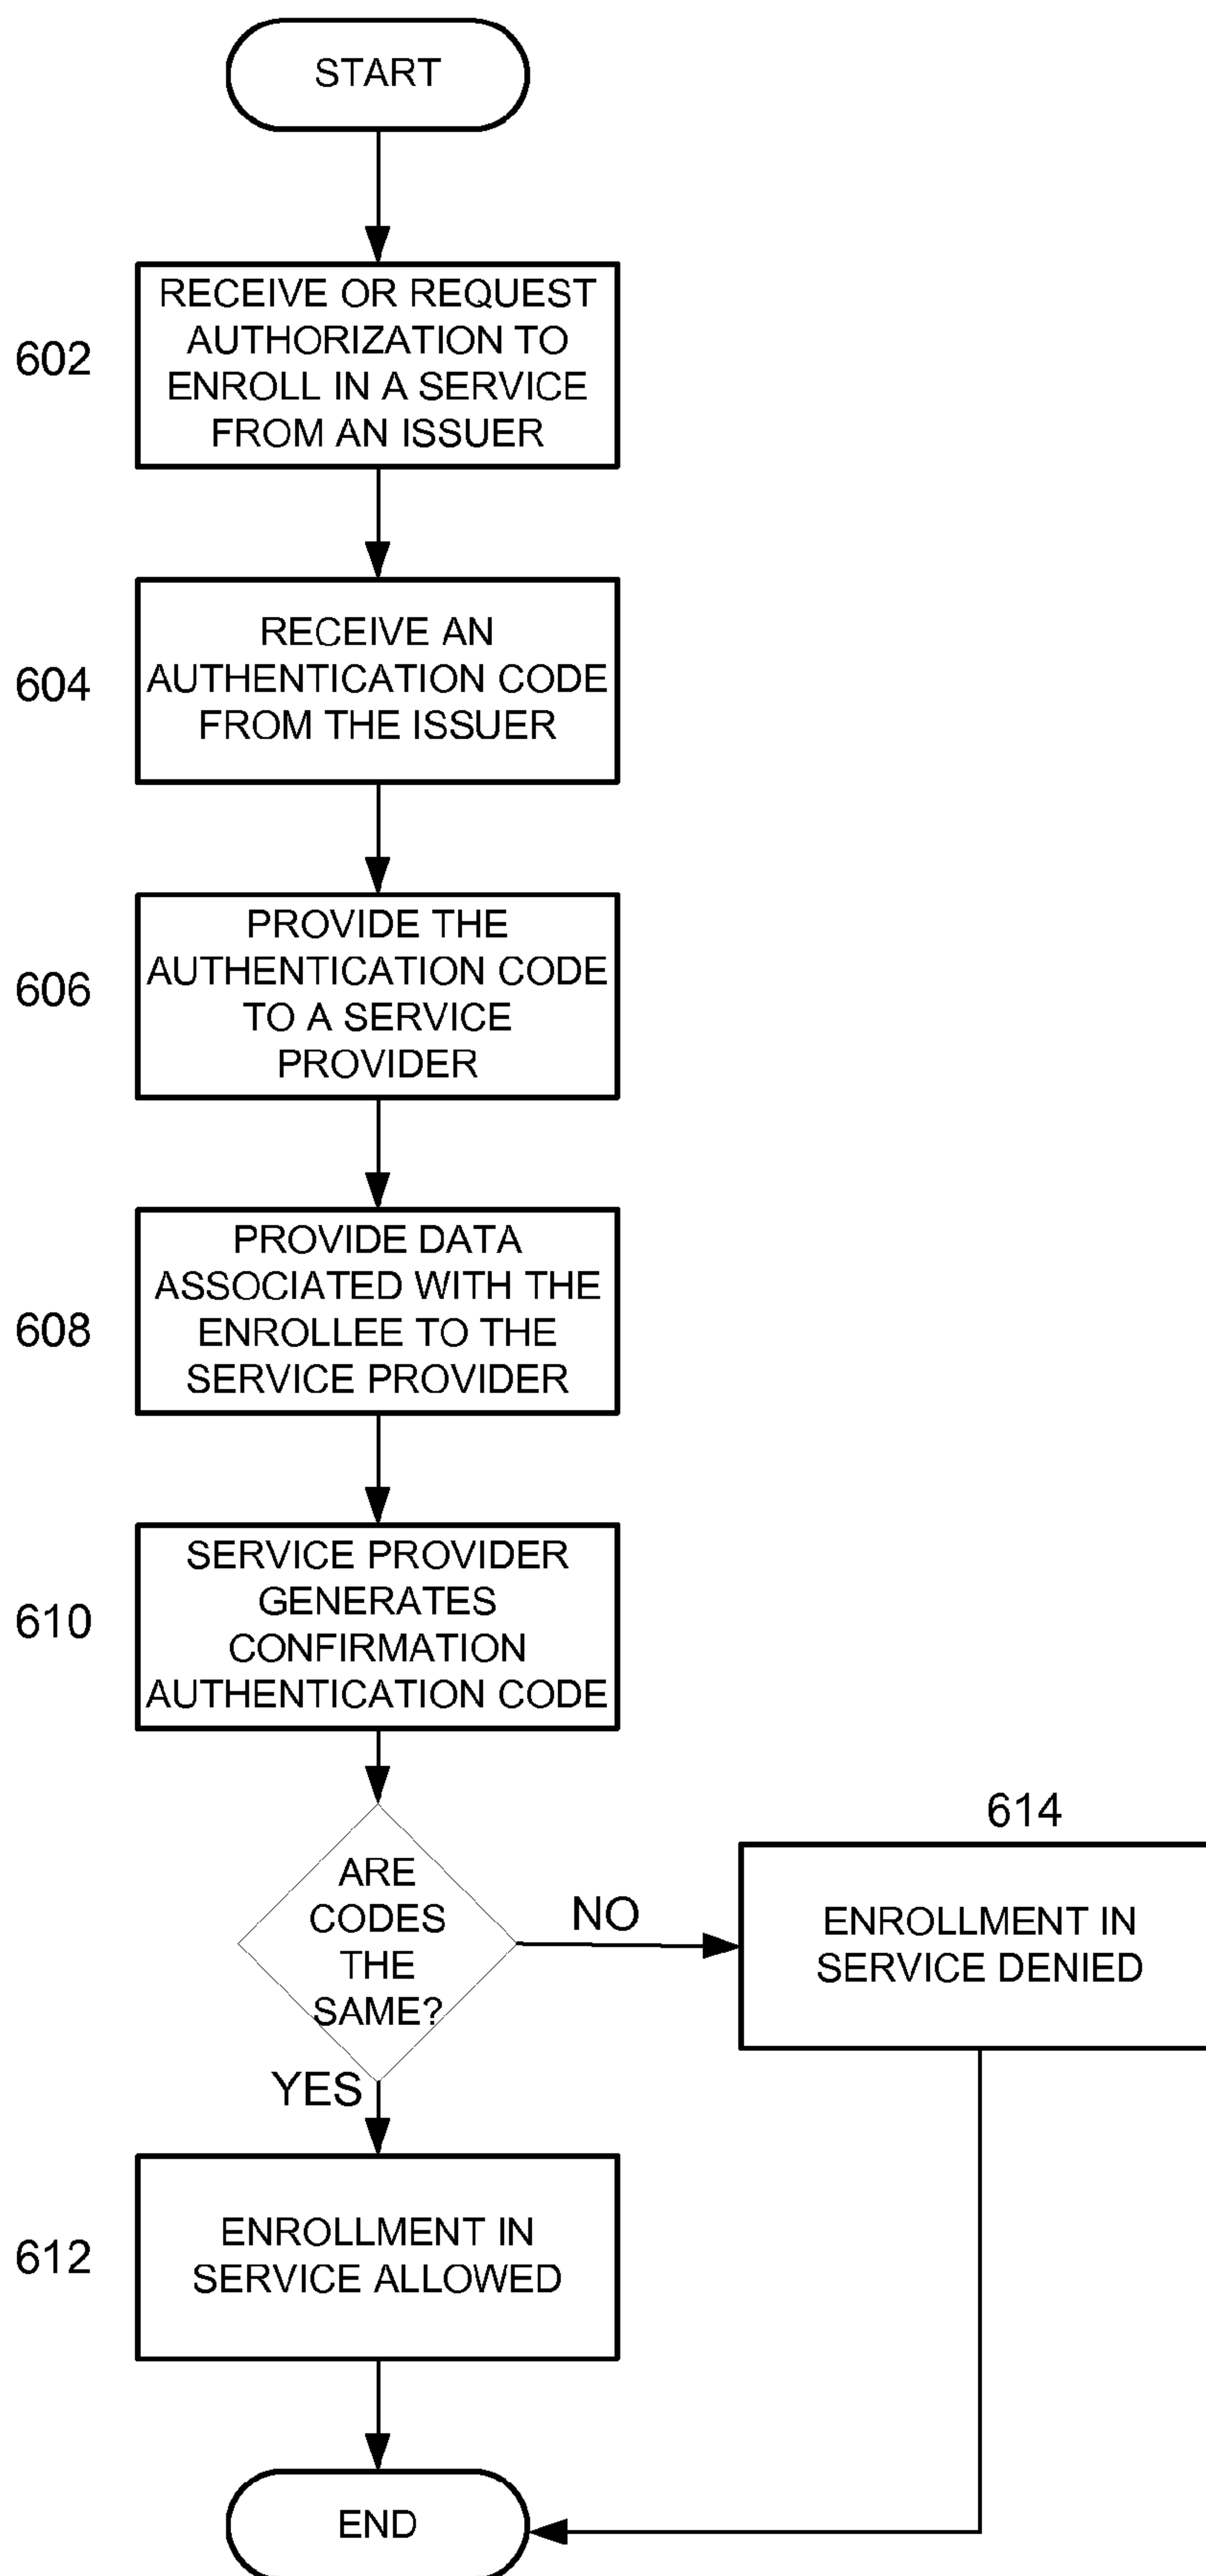 START
602
RECEIVE OR REQUEST
AUTHORIZATION TO
ENROLL IN A SERVICE
FROM AN ISSUER
604
RECEIVE AN
AUTHENTICATION CODE
FROM THE ISSUER
606
PROVIDE THE
AUTHENTICATION CODE
TO A SERVICE
PROVIDER
608
PROVIDE DATA
ASSOCIATED WITH THE
ENROLLEE TO THE
SERVICE PROVIDER
610
SERVICE PROVIDER
GENERATES
CONFIRMATION
AUTHENTICATION CODE
ARE
CODES
THE
SAME?
NO
614
ENROLLMENT IN
SERVICE DENIED
YES
612
ENROLLMENT IN
SERVICE ALLOWED
END